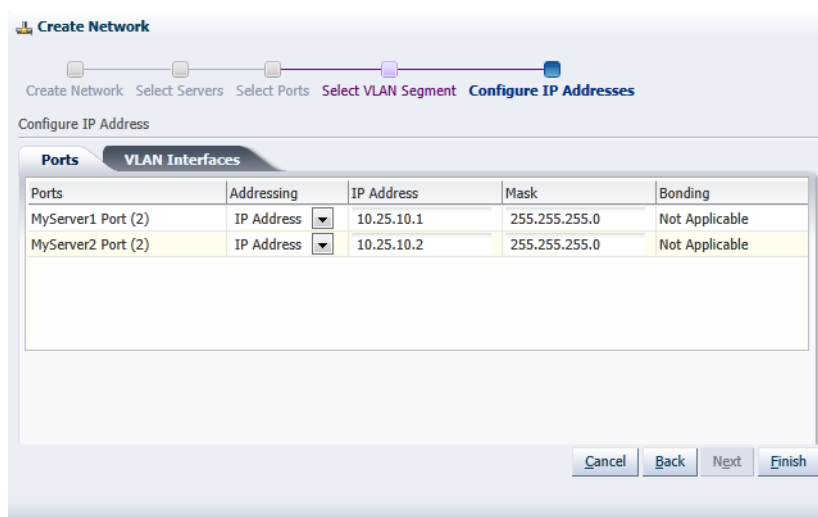 Create Network
Create Network Select Servers Select Ports Select VLAN Segment Configure IP Addresses
Configure IP Address
Ports VLAN Interfaces
Ports Addressing IP Address Mask Bonding
MyServer1 Port (2) IP Address 10.25.10.1 255.255.255.0 Not Applicable
MyServer2 Port (2) IP Address 10.25.10.2 255.255.255.0 Not Applicable
Cancel Back Next Finish